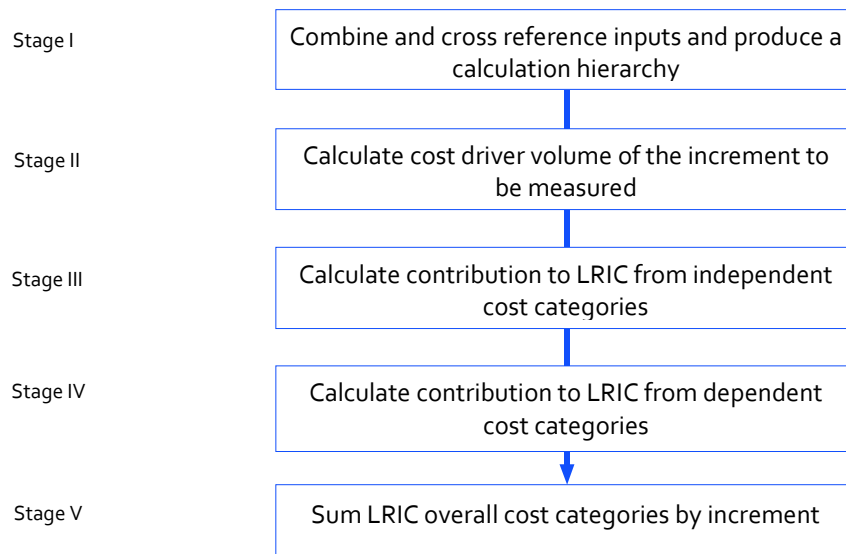 Stage I
Combine and cross reference inputs and produce a
calculation hierarchy
Stage II
Calculate cost driver volume of the increment to
be measured
Stage III
Calculate contribution to LRIC from independent
cost categories
Stage IV
Calculate contribution to LRIC from dependent
cost categories
Stage V
Sum LRIC overall cost categories by increment